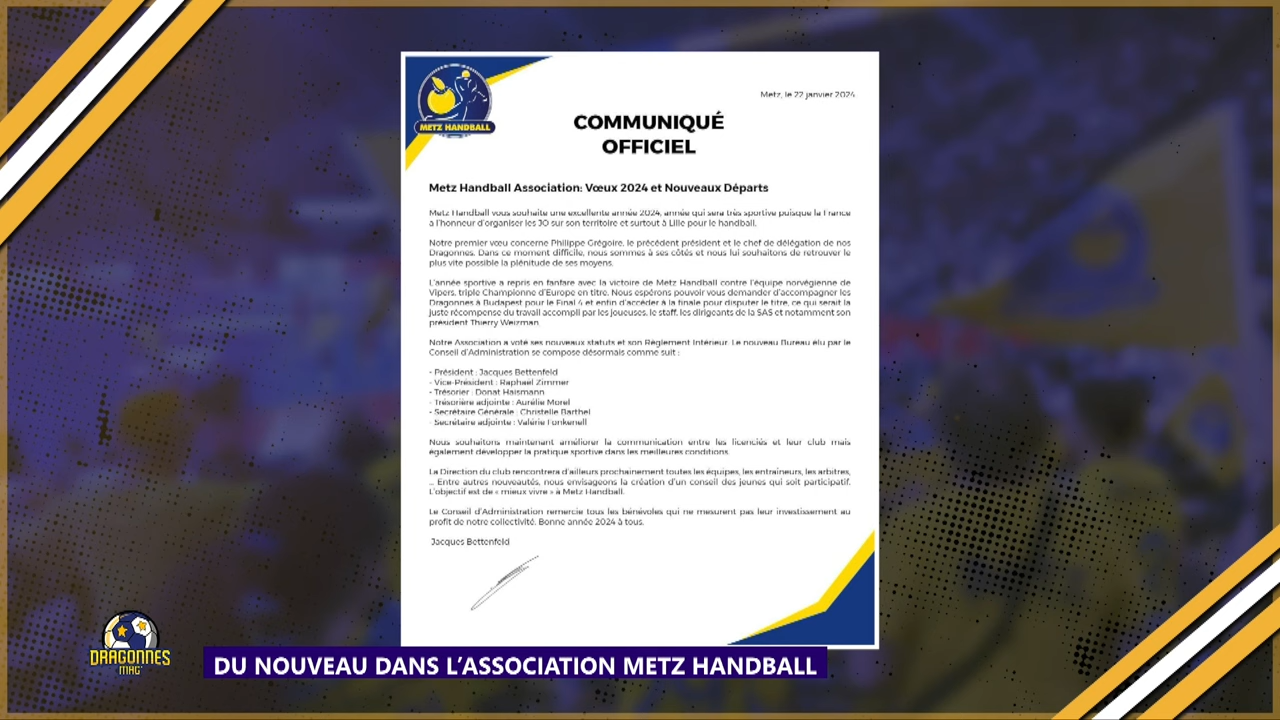 METZ HANDBALL
Metz, le 22 janvier 2024
COMMUNIQUÉ
OFFICIEL
Metz Handball Association: Vœux 2024 et Nouveaux Départs
Metz Handball vous souhaite une excellente année 2024, année qui sera très sportive puisque la France
a l'honneur d'organiser les JO sur son territoire et surtout à Lille pour le handball.
Notre premier vœu concerne Philippe Grégoire, le précédent président et le chef de délégation de nos
Dragonnes. Dans ce moment difficile, nous sommes à ses côtés et nous lui souhaitons de retrouver le
plus vite possible la plénitude de ses moyens.
L'année sportive a repris en fanfare avec la victoire de Metz Handball contre l'équipe norvégienne de
Vipers, triple Championne d'Europe en titre. Nous espérons pouvoir vous demander d'accompagner les
Dragonnes à Budapest pour le Final 4 et enfin d'accéder à la finale pour disputer le titre, ce qui serait la
juste récompense du travail accompli par les joueuses, le staff, les dirigeants de la SAS et notamment son
président Thierry Weizman.
Notre Association a voté ses nouveaux statuts et son Règlement Intérieur. Le nouveau Bureau élu par le
Conseil d'Administration se compose désormais comme suit :
- Président : Jacques Bettenfeld
- Vice-Président : Raphaël Zimmer
- Trésorier : Donat Haismann
- Trésorière adjointe : Aurélie Morel
- Secrétaire Générale : Christelle Barthel
- Secrétaire adjointe : Valérie Fonkenell
Nous souhaitons maintenant améliorer la communication entre les licenciés et leur club mais
également développer la pratique sportive dans les meilleures conditions.
La Direction du club rencontrera d'ailleurs prochainement toutes les équipes, les entraineurs, les arbitres,
... Entre autres nouveautés, nous envisageons la création d'un conseil des jeunes qui soit participatif.
L'objectif est de « mieux vivre » à Metz Handball.
Le Conseil d'Administration remercie tous les bénévoles qui ne mesurent pas leur investissement au
profit de notre collectivité. Bonne année 2024 à tous.
Jacques Bettenfeld
DRAGONNES
MAG'
DU NOUVEAU DANS L'ASSOCIATION METZ HANDBALL